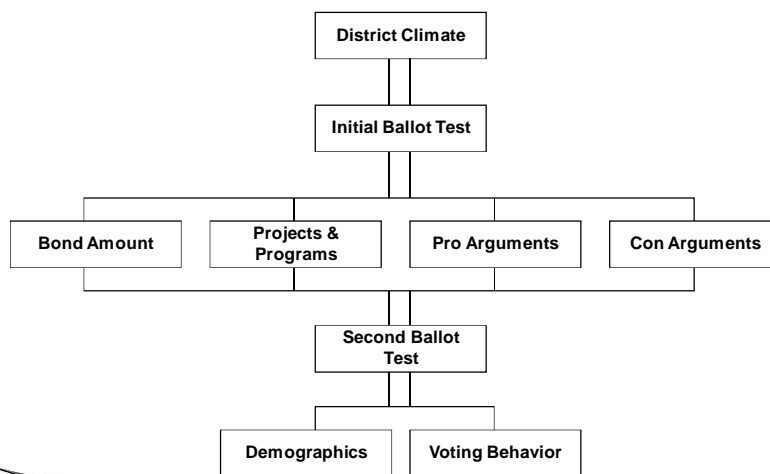 District Climate
Initial Ballot Test
Bond Amount
Projects &
Programs
Pro Arguments
Con Arguments
Second Ballot
Test
Demographics
Voting Behavior